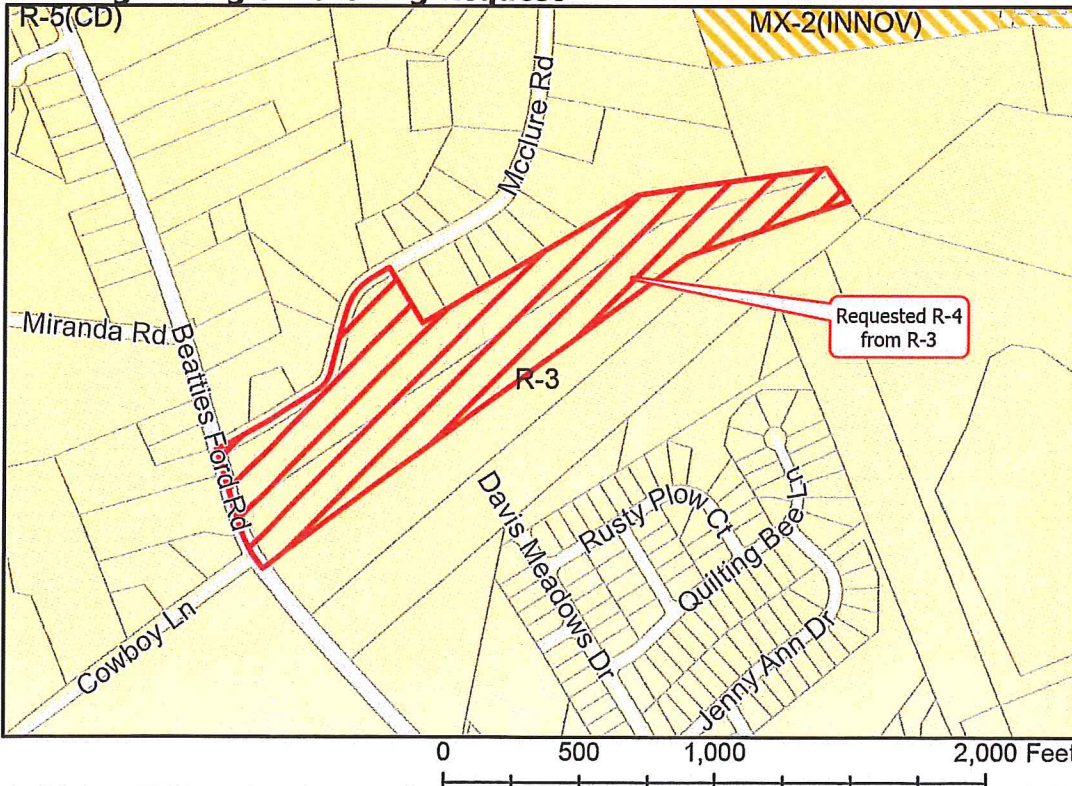 R-5(CD)
MX-2(INNOV)
Mcclure Rd
Miranda Rd
Beatties Ford Rd
Requested R-4
from R-3
R-3
Davis Meadows Dr
Rusty Plow Ct
Quilting Bee Ln
Cowboy Ln
Jenny Ann Dr
0 500 1,000 2,000 Feet